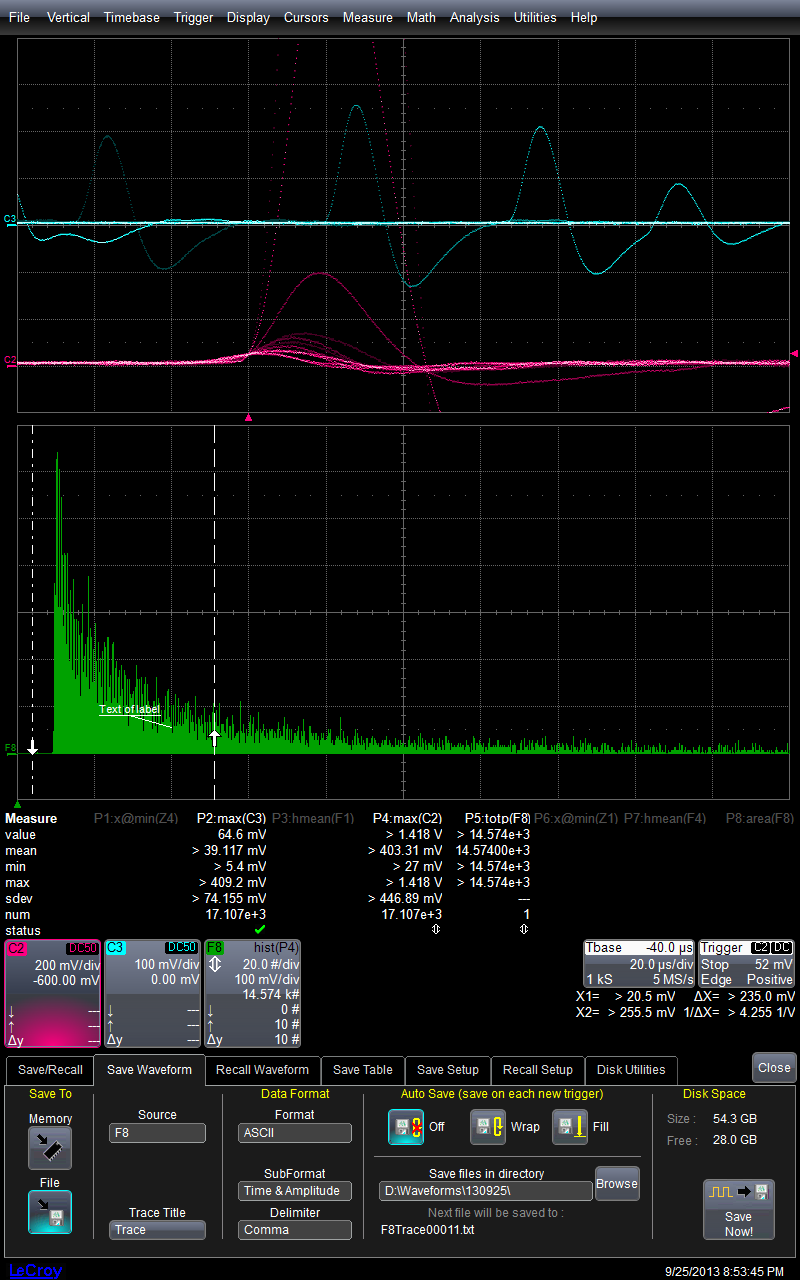 File Vertical Timebase Trigger Display Cursors Measure Math Analysis Utilities Help
C3
C2
Text of label
F8
Measure P1:x@min(Z4) P2:max(C3) P3:hmean(F1) P4:max(C2) P5:totp(F8) P6:x@min(Z1) P7:hmean(F4) P8:area(F8)
value 64.6 mV > 1.418 V > 14.574e+3
mean > 39.117 mV > 403.31 mV 14.57400e+3
min > 5.4 mV > 27 mV > 14.574e+3
max > 409.2 mV > 1.418 V > 14.574e+3
sdev > 74.155 mV > 446.89 mV ---
num 17.107e+3 17.107e+3 1
status
C2 DC50 C3 DC50 F8 hist(P4) Tbase -40.0 µs Trigger C2 DC
200 mV/div 100 mV/div 20.0 #/div 20.0 µs/div Stop 52 mV
-600.00 mV 0.00 mV 100 mV/div 1 kS 5 MS/s Edge Positive
14.574 k#
↓ --- ↓ --- ↓ 0 # X1= > 20.5 mV ΔX= > 235.0 mV
↑ --- ↑ --- ↑ 10 # X2= > 255.5 mV 1/ΔX= > 4.255 1/V
Δy --- Δy --- Δy 10 #
Save/Recall Save Waveform Recall Waveform Save Table Save Setup Recall Setup Disk Utilities Close
Save To Data Format Auto Save (save on each new trigger) Disk Space
Memory Source Format Off Wrap Fill Size : 54.3 GB
F8 ASCII Free : 28.0 GB
File SubFormat Save files in directory
Time & Amplitude D:\Waveforms\130925\ Browse
Trace Title Delimiter Next file will be saved to :
Trace Comma F8Trace00011.txt
Save
Now!
LeCroy 9/25/2013 8:53:45 PM